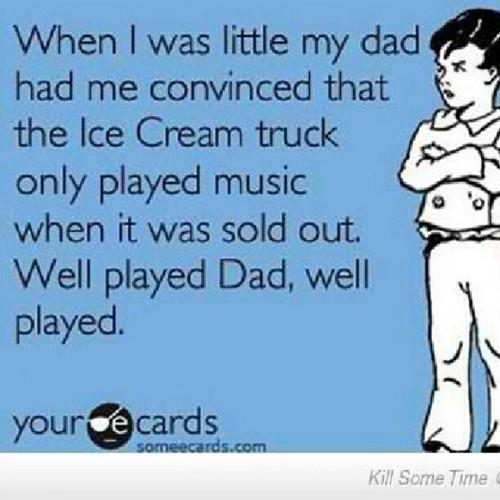 When I was little my dad
had me convinced that
the Ice Cream truck
only played music
when it was sold out.
Well played Dad, well
played.
your e cards
someecards.com
Kill Some Time